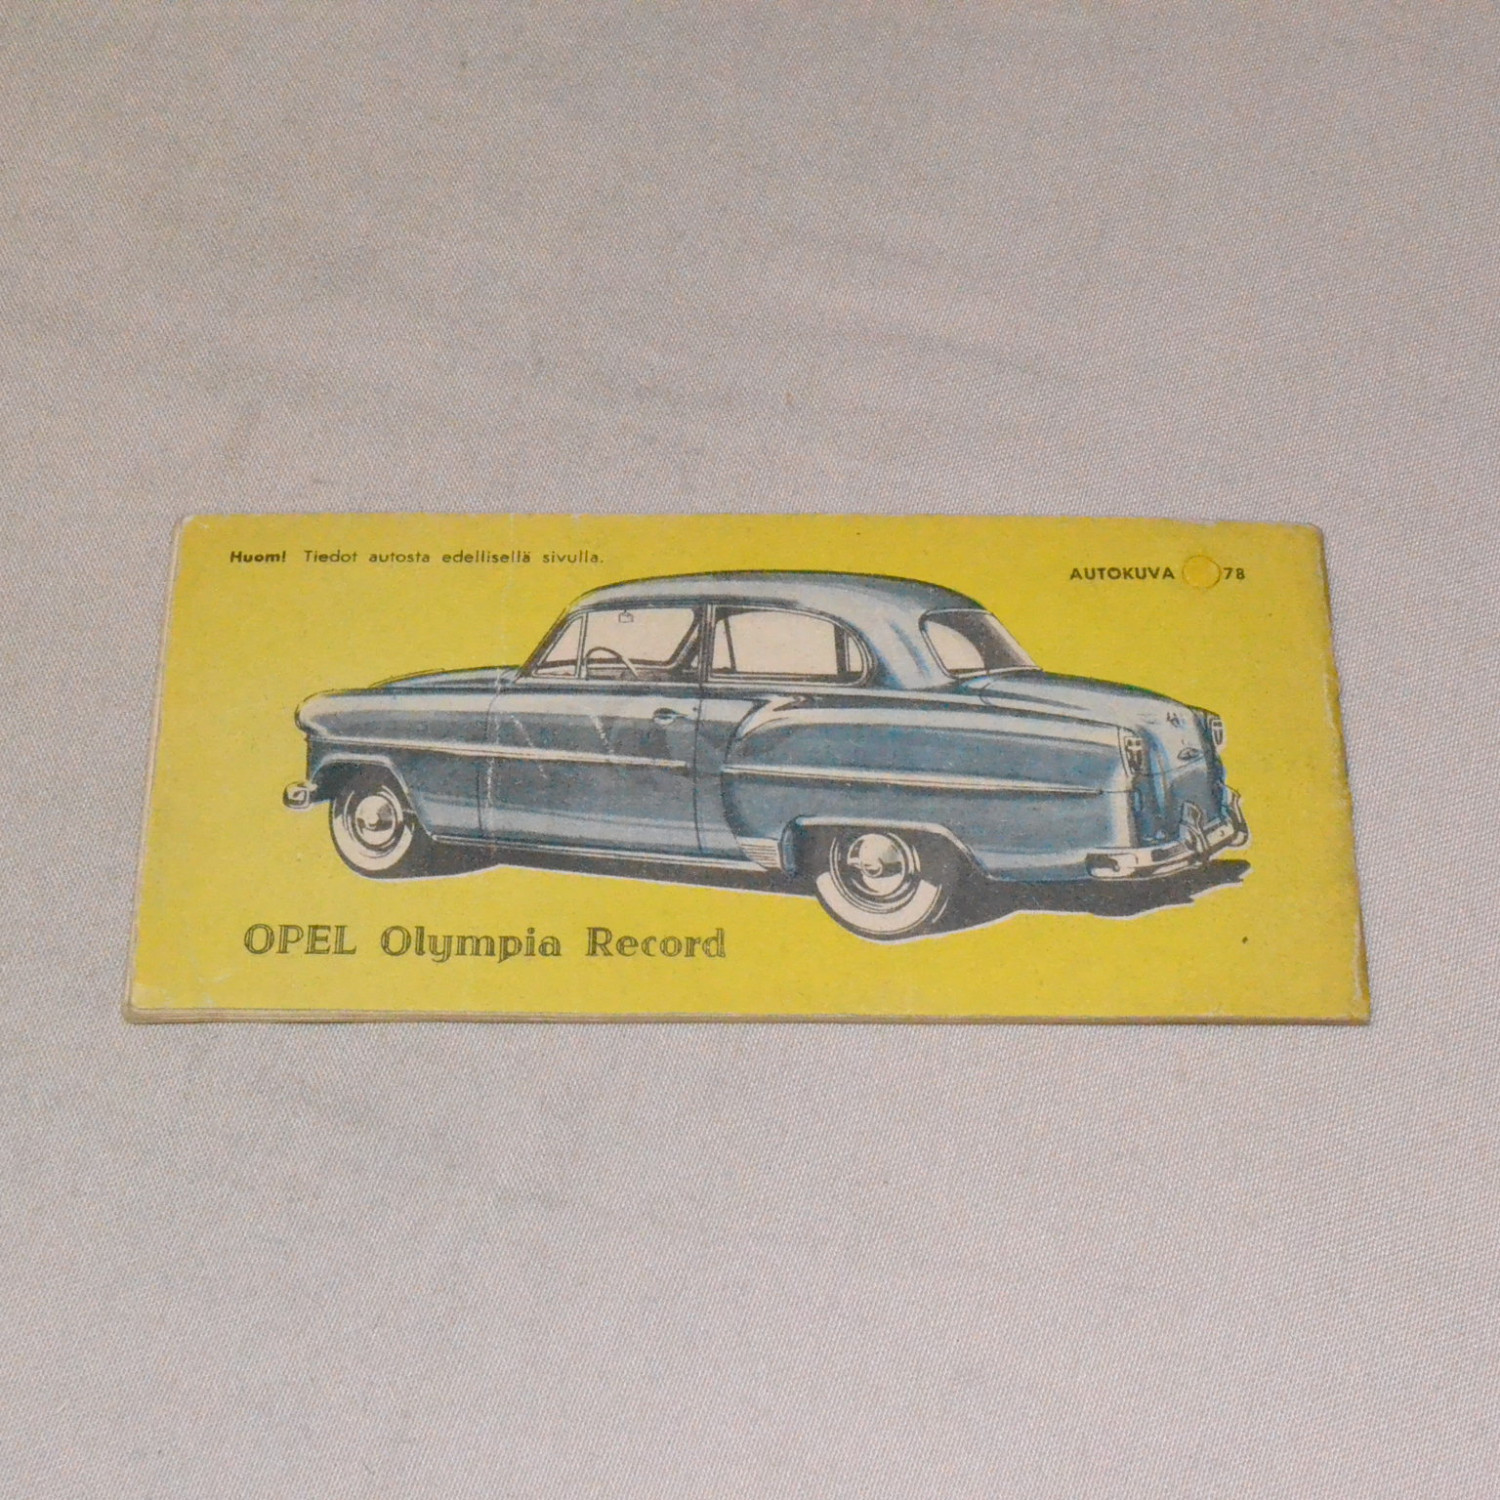 Huom! Tiedot autosta edellisellä sivulla.
AUTOKUVA 78
OPEL Olympia Record